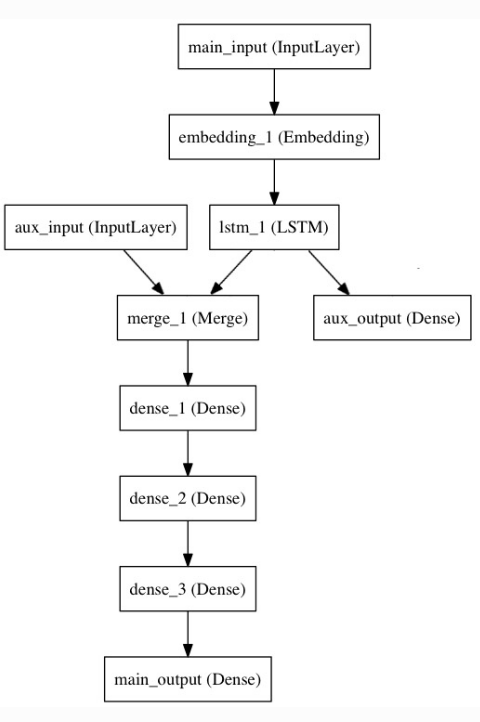 main_input (InputLayer)
embedding_1 (Embedding)
aux_input (InputLayer)
lstm_1 (LSTM)
merge_1 (Merge)
aux_output (Dense)
dense_1 (Dense)
dense_2 (Dense)
dense_3 (Dense)
main_output (Dense)